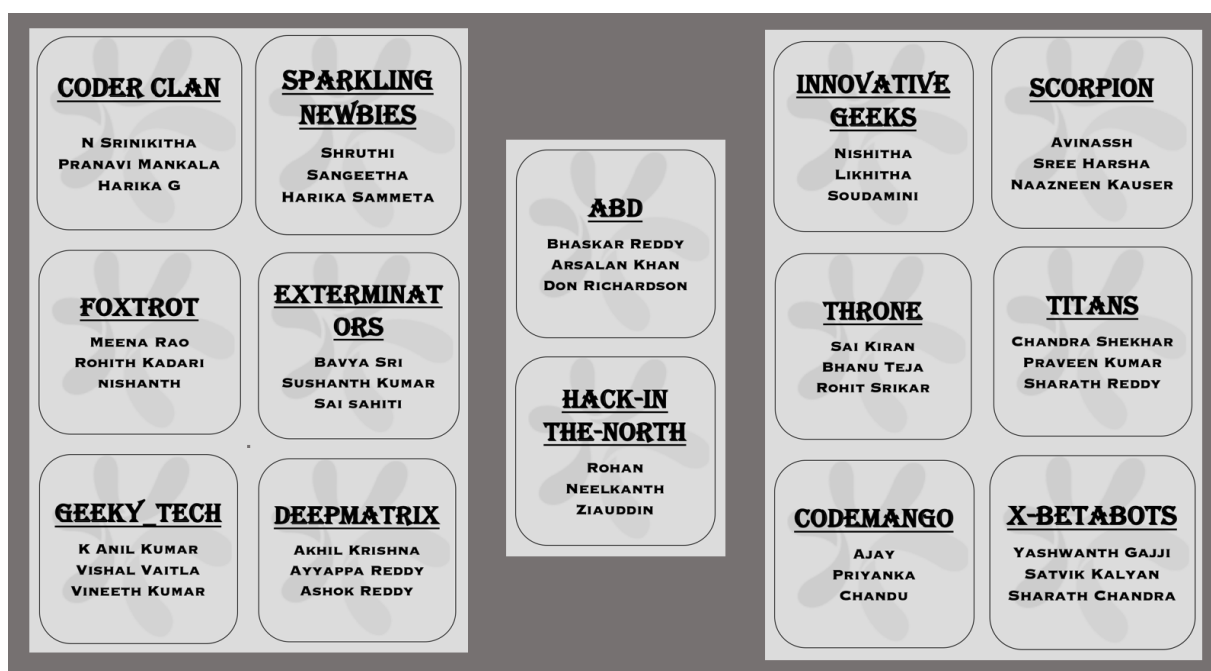 CODER CLAN
N SRINIKITHA
PRANAVI MANKALA
HARIKA G
SPARKLING
NEWBIES
SHRUTHI
SANGEETHA
HARIKA SAMMETA
FOXTROT
MEENA RAO
ROHITH KADARI
NISHANTH
EXTERMINAT
ORS
BAVYA SRI
SUSHANTH KUMAR
SAI SAHITI
GEEKY_TECH
K ANIL KUMAR
VISHAL VAITLA
VINEETH KUMAR
DEEPMATRIX
AKHIL KRISHNA
AYYAPPA REDDY
ASHOK REDDY
ABD
BHASKAR REDDY
ARSALAN KHAN
DON RICHARDSON
HACK-IN
THE-NORTH
ROHAN
NEELKANTH
ZIAUDDIN
INNOVATIVE
GEEKS
NISHITHA
LIKHITHA
SOUDAMINI
SCORPION
AVINASSH
SREE HARSHA
NAAZNEEN KAUSER
THRONE
SAI KIRAN
BHANU TEJA
ROHIT SRIKAR
TITANS
CHANDRA SHEKHAR
PRAVEEN KUMAR
SHARATH REDDY
CODEMANGO
AJAY
PRIYANKA
CHANDU
X-BETABOTS
YASHWANTH GAJJI
SATVIK KALYAN
SHARATH CHANDRA